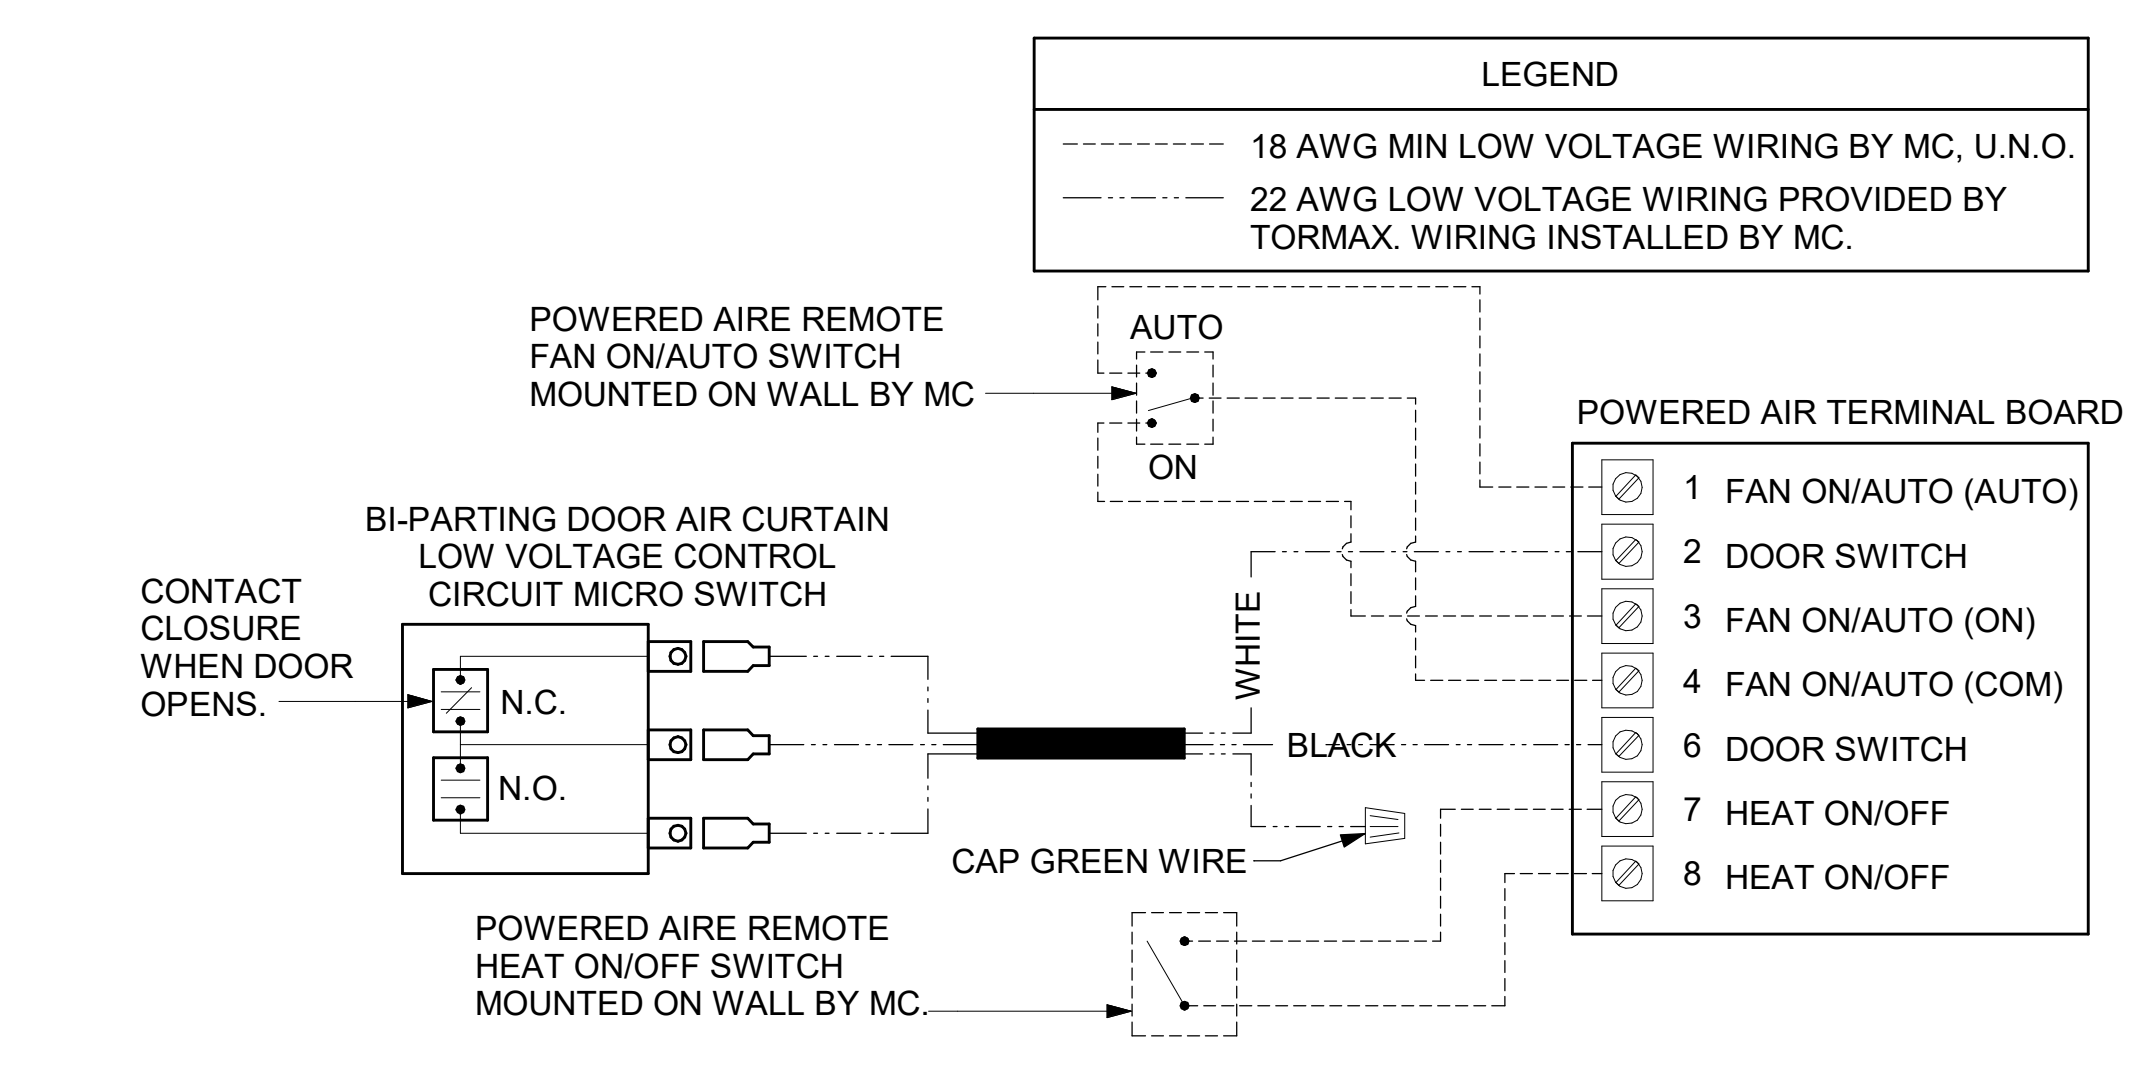 LEGEND
18 AWG MIN LOW VOLTAGE WIRING BY MC, U.N.O.
22 AWG LOW VOLTAGE WIRING PROVIDED BY
TORMAX. WIRING INSTALLED BY MC.
POWERED AIRE REMOTE
FAN ON/AUTO SWITCH
MOUNTED ON WALL BY MC
AUTO
ON
POWERED AIR TERMINAL BOARD
1 FAN ON/AUTO (AUTO)
2 DOOR SWITCH
3 FAN ON/AUTO (ON)
4 FAN ON/AUTO (COM)
6 DOOR SWITCH
7 HEAT ON/OFF
8 HEAT ON/OFF
BI-PARTING DOOR AIR CURTAIN
LOW VOLTAGE CONTROL
CIRCUIT MICRO SWITCH
CONTACT
CLOSURE
WHEN DOOR
OPENS.
N.C.
N.O.
WHITE
BLACK
CAP GREEN WIRE
POWERED AIRE REMOTE
HEAT ON/OFF SWITCH
MOUNTED ON WALL BY MC.